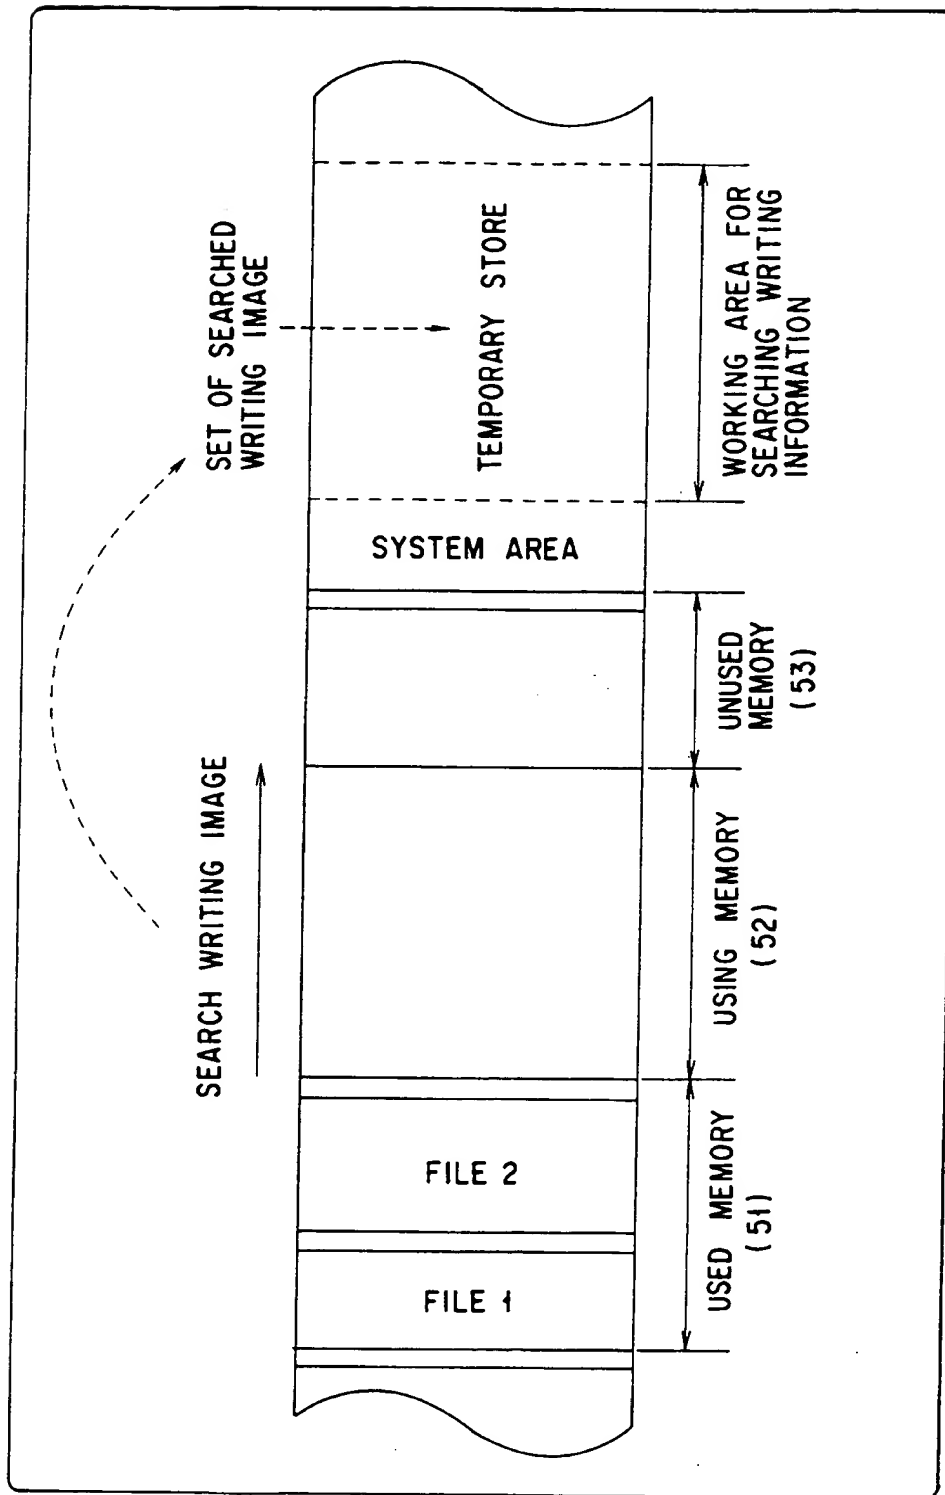 SEARCH WRITING IMAGE
SET OF SEARCHED
WRITING IMAGE
FILE 1
FILE 2
SYSTEM AREA
TEMPORARY STORE
USED MEMORY
(51)
USING MEMORY
(52)
UNUSED
MEMORY
(53)
WORKING AREA FOR
SEARCHING WRITING
INFORMATION